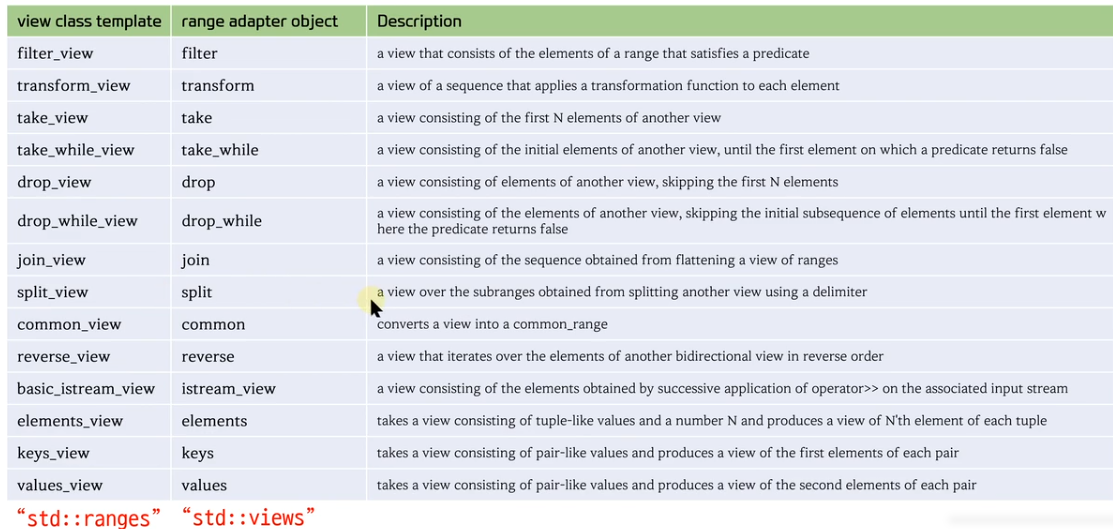 view class template range adapter object Description
filter_view filter a view that consists of the elements of a range that satisfies a predicate
transform_view transform a view of a sequence that applies a transformation function to each element
take_view take a view consisting of the first N elements of another view
take_while_view take_while a view consisting of the initial elements of another view, until the first element on which a predicate returns false
drop_view drop a view consisting of elements of another view, skipping the first N elements
drop_while_view drop_while a view consisting of the elements of another view, skipping the initial subsequence of elements until the first element w
here the predicate returns false
join_view join a view consisting of the sequence obtained from flattening a view of ranges
split_view split a view over the subranges obtained from splitting another view using a delimiter
common_view common converts a view into a common_range
reverse_view reverse a view that iterates over the elements of another bidirectional view in reverse order
basic_istream_view istream_view a view consisting of the elements obtained by successive application of operator>> on the associated input stream
elements_view elements takes a view consisting of tuple-like values and a number N and produces a view of N'th element of each tuple
keys_view keys takes a view consisting of pair-like values and produces a view of the first elements of each pair
values_view values takes a view consisting of pair-like values and produces a view of the second elements of each pair
“std::ranges” “std::views”